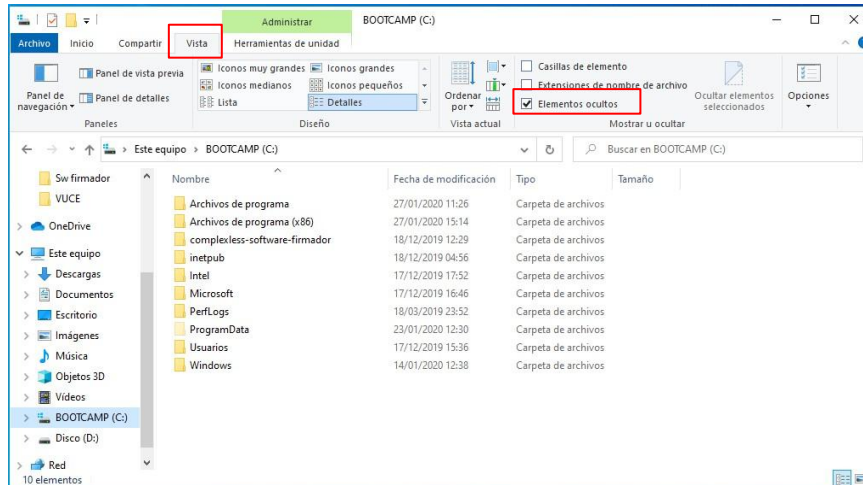 Administrar BOOTCAMP (C:)
Archivo Inicio Compartir Vista Herramientas de unidad
Panel de navegación
Panel de vista previa
Panel de detalles
Paneles
Iconos muy grandes Iconos grandes
Iconos medianos Iconos pequeños
Lista Detalles
Diseño
Ordenar por
Vista actual
Casillas de elemento
Extensiones de nombre de archivo
Elementos ocultos
Ocultar elementos seleccionados
Mostrar u ocultar
Opciones
Este equipo > BOOTCAMP (C:)
Buscar en BOOTCAMP (C:)
Sw firmador
VUCE
OneDrive
Este equipo
Descargas
Documentos
Escritorio
Imágenes
Música
Objetos 3D
Vídeos
BOOTCAMP (C:)
Disco (D:)
Red
Nombre Fecha de modificación Tipo Tamaño
Archivos de programa 27/01/2020 11:26 Carpeta de archivos
Archivos de programa (x86) 27/01/2020 15:14 Carpeta de archivos
complexless-software-firmador 18/12/2019 12:29 Carpeta de archivos
inetpub 18/12/2019 04:56 Carpeta de archivos
Intel 17/12/2019 17:52 Carpeta de archivos
Microsoft 17/12/2019 16:46 Carpeta de archivos
PerfLogs 18/03/2019 23:52 Carpeta de archivos
ProgramData 23/01/2020 12:30 Carpeta de archivos
Usuarios 17/12/2019 15:36 Carpeta de archivos
Windows 14/01/2020 12:38 Carpeta de archivos
10 elementos